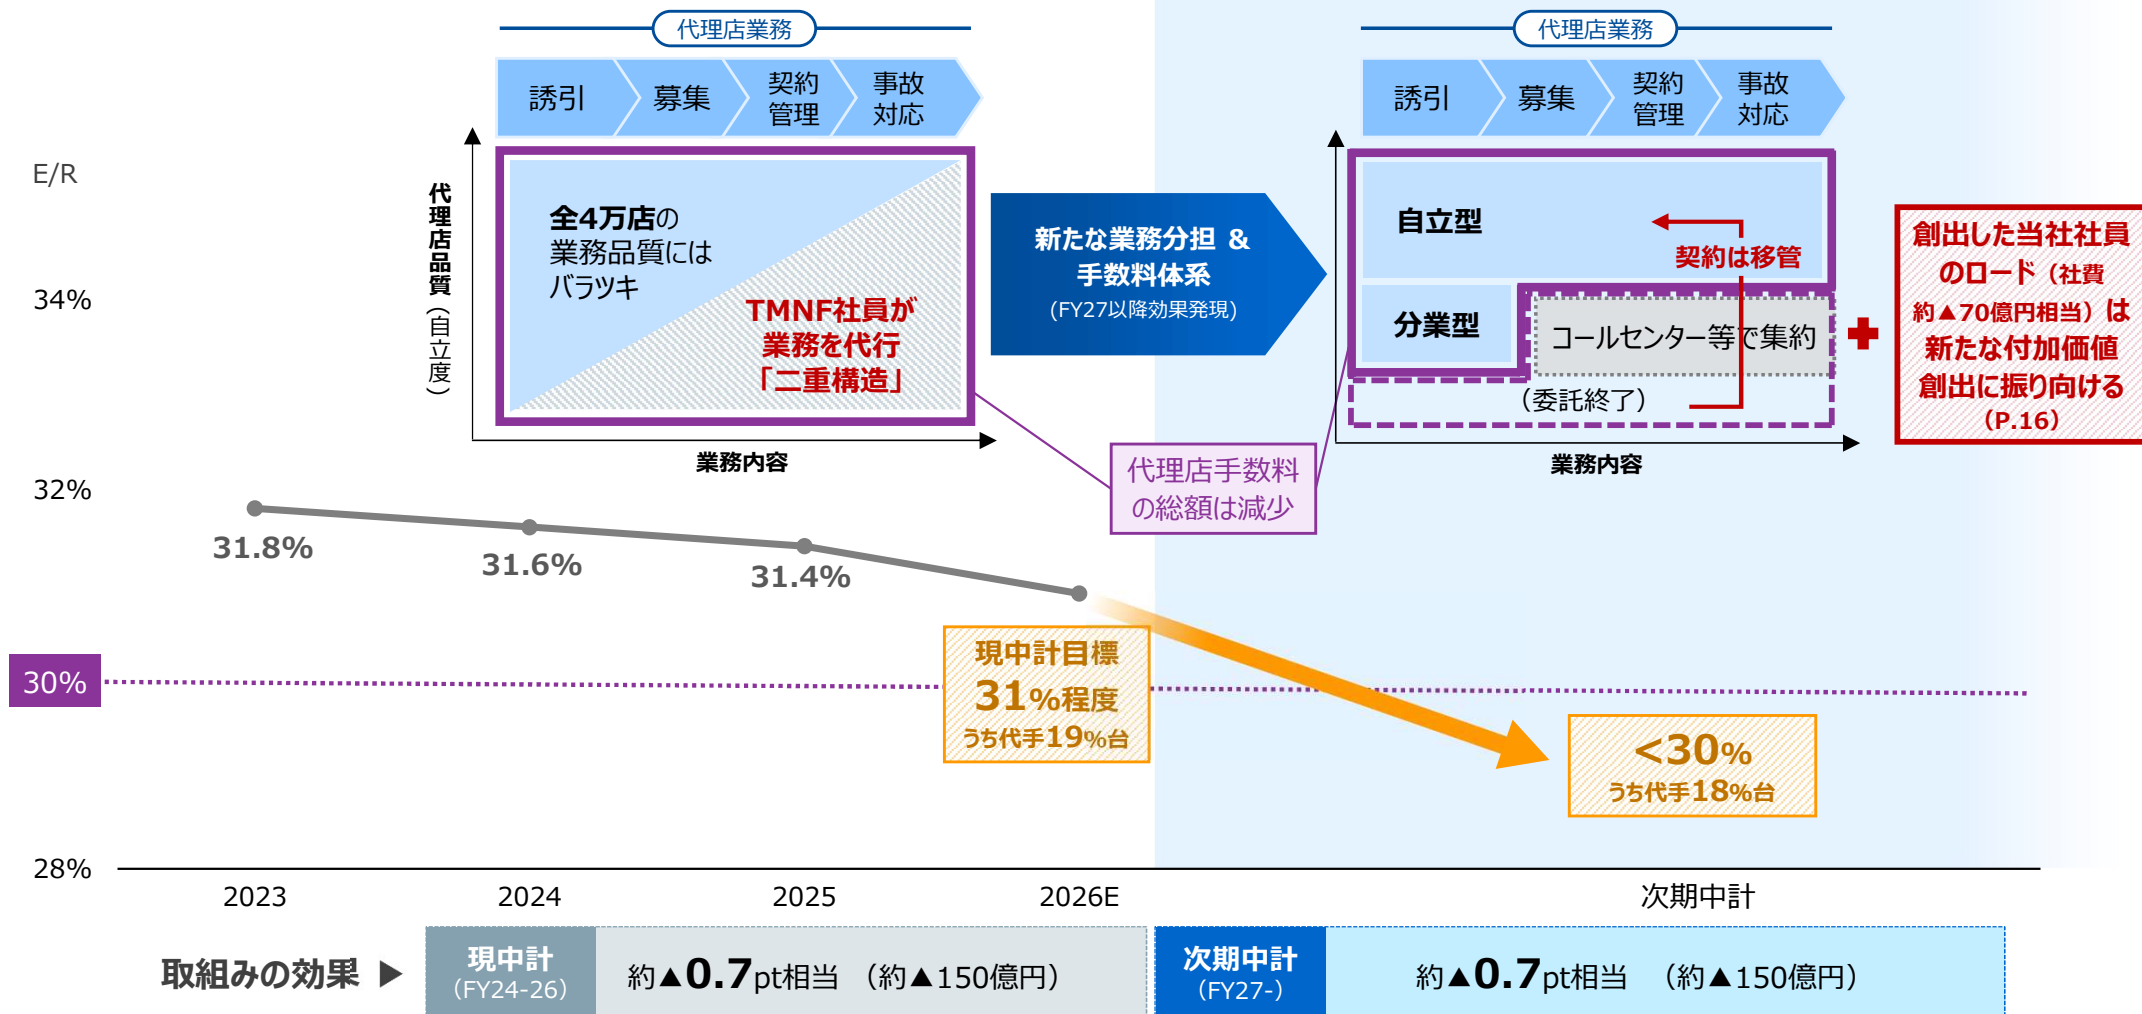 代理店業務
誘引
募集
契約
管理
事故
対応
代理店品質（自立度）
全4万店の
業務品質には
バラツキ
TMNF社員が
業務を代行
「二重構造」
業務内容
新たな業務分担 &
手数料体系
(FY27以降効果発現)
代理店業務
誘引
募集
契約
管理
事故
対応
自立型
契約は移管
分業型
コールセンター等で集約
（委託終了）
業務内容
創出した当社社員
のロード（社費
約▲70億円相当）は
新たな付加価値
創出に振り向ける
（P.16）
代理店手数料
の総額は減少
E/R
34%
32%
30%
28%
31.8%
31.6%
31.4%
現中計目標
31%程度
うち代手19%台
<30%
うち代手18%台
2023
2024
2025
2026E
次期中計
取組みの効果 ▶
現中計
（FY24-26）
約▲0.7pt相当 （約▲150億円）
次期中計
（FY27-）
約▲0.7pt相当 （約▲150億円）